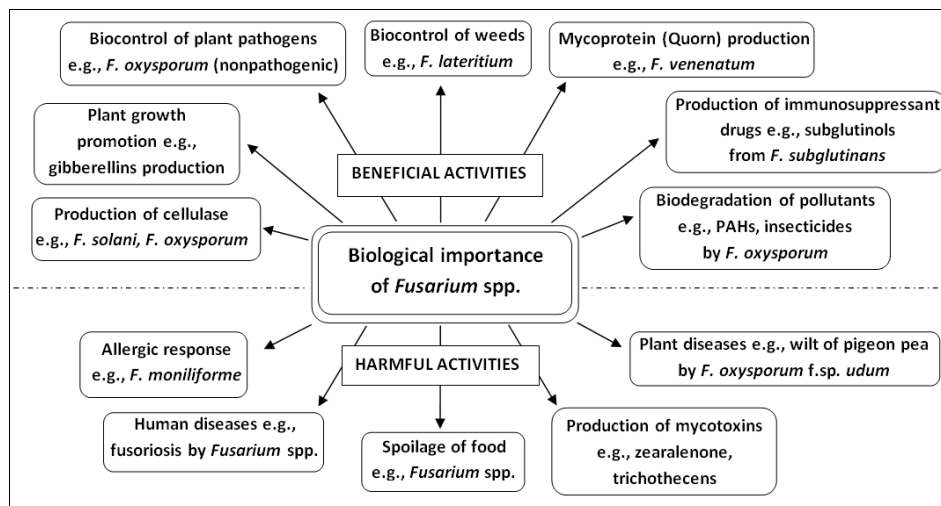 Biocontrol of plant pathogens
e.g., F. oxysporum (nonpathogenic)
Biocontrol of weeds
e.g., F. lateritium
Mycoprotein (Quorn) production
e.g., F. venenatum
Plant growth
promotion e.g.,
gibberellins production
Production of immunosuppressant
drugs e.g., subglutinols
from F. subglutinans
BENEFICIAL ACTIVITIES
Production of cellulase
e.g., F. solani, F. oxysporum
Biodegradation of pollutants
e.g., PAHs, insecticides
by F. oxysporum
Biological importance
of Fusarium spp.
Allergic response
e.g., F. moniliforme
HARMFUL ACTIVITIES
Plant diseases e.g., wilt of pigeon pea
by F. oxysporum f.sp. udum
Human diseases e.g.,
fusoriosis by Fusarium spp.
Spoilage of food
e.g., Fusarium spp.
Production of mycotoxins
e.g., zearalenone,
trichothecens